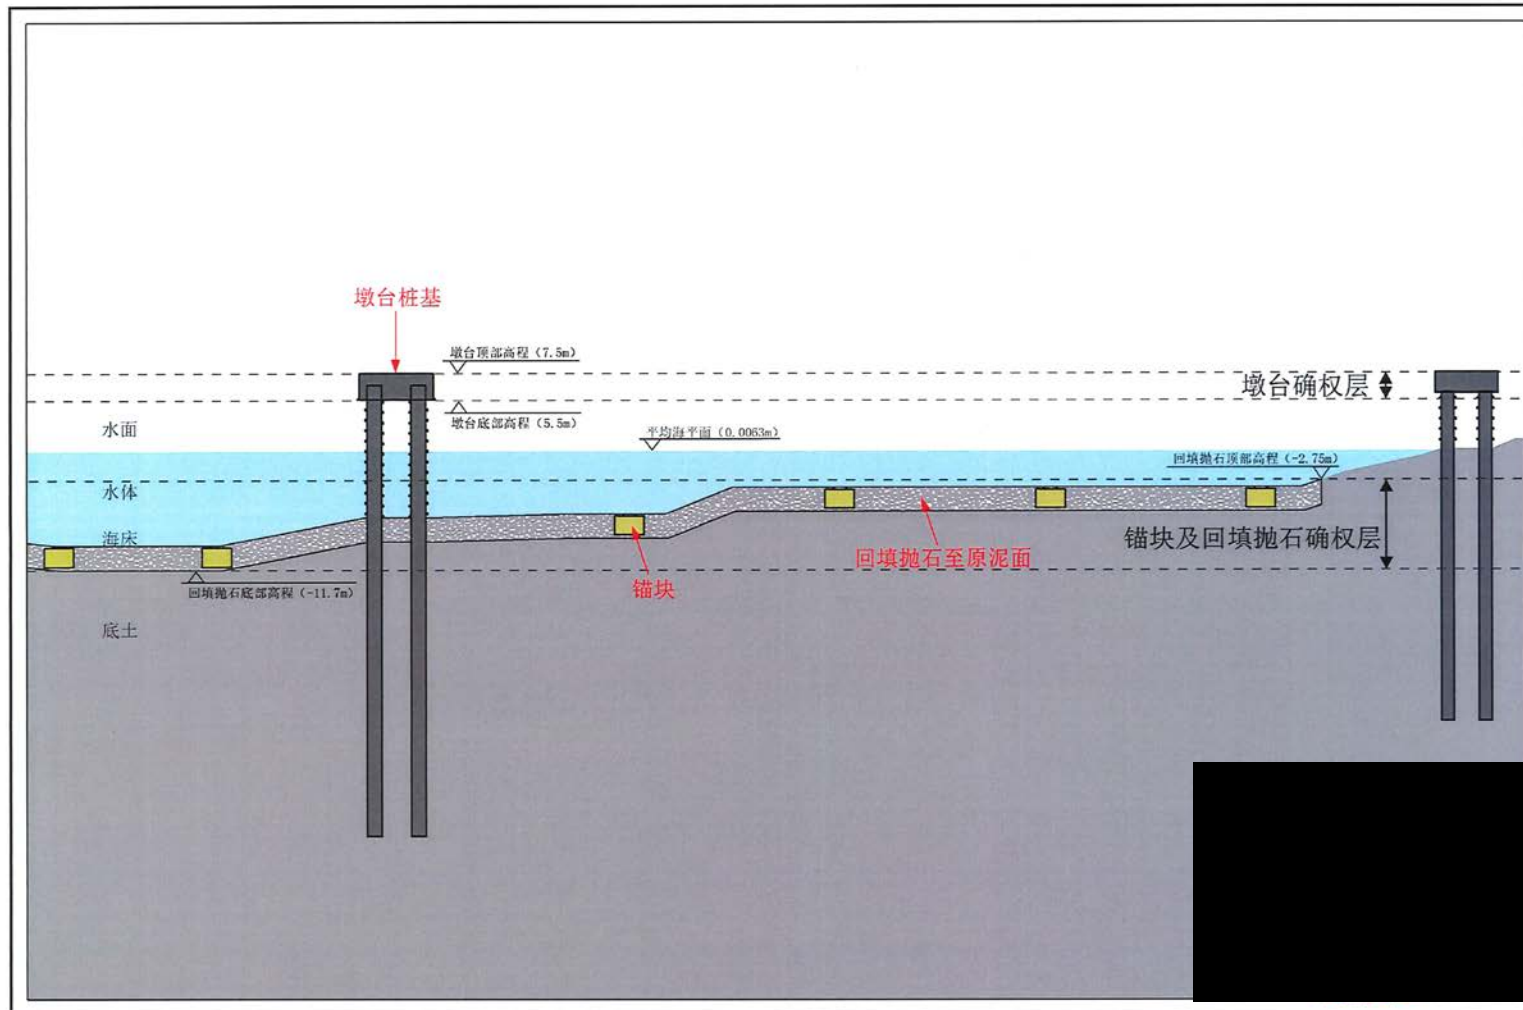 墩台桩基
墩台顶部高程（7.5m）
墩台确权层
墩台底部高程（5.5m）
水面
平均海平面（0.0063m）
回填抛石顶部高程（-2.75m）
水体
海床
锚块及回填抛石确权层
回填抛石至原泥面
锚块
回填抛石底部高程（-11.7m）
底土